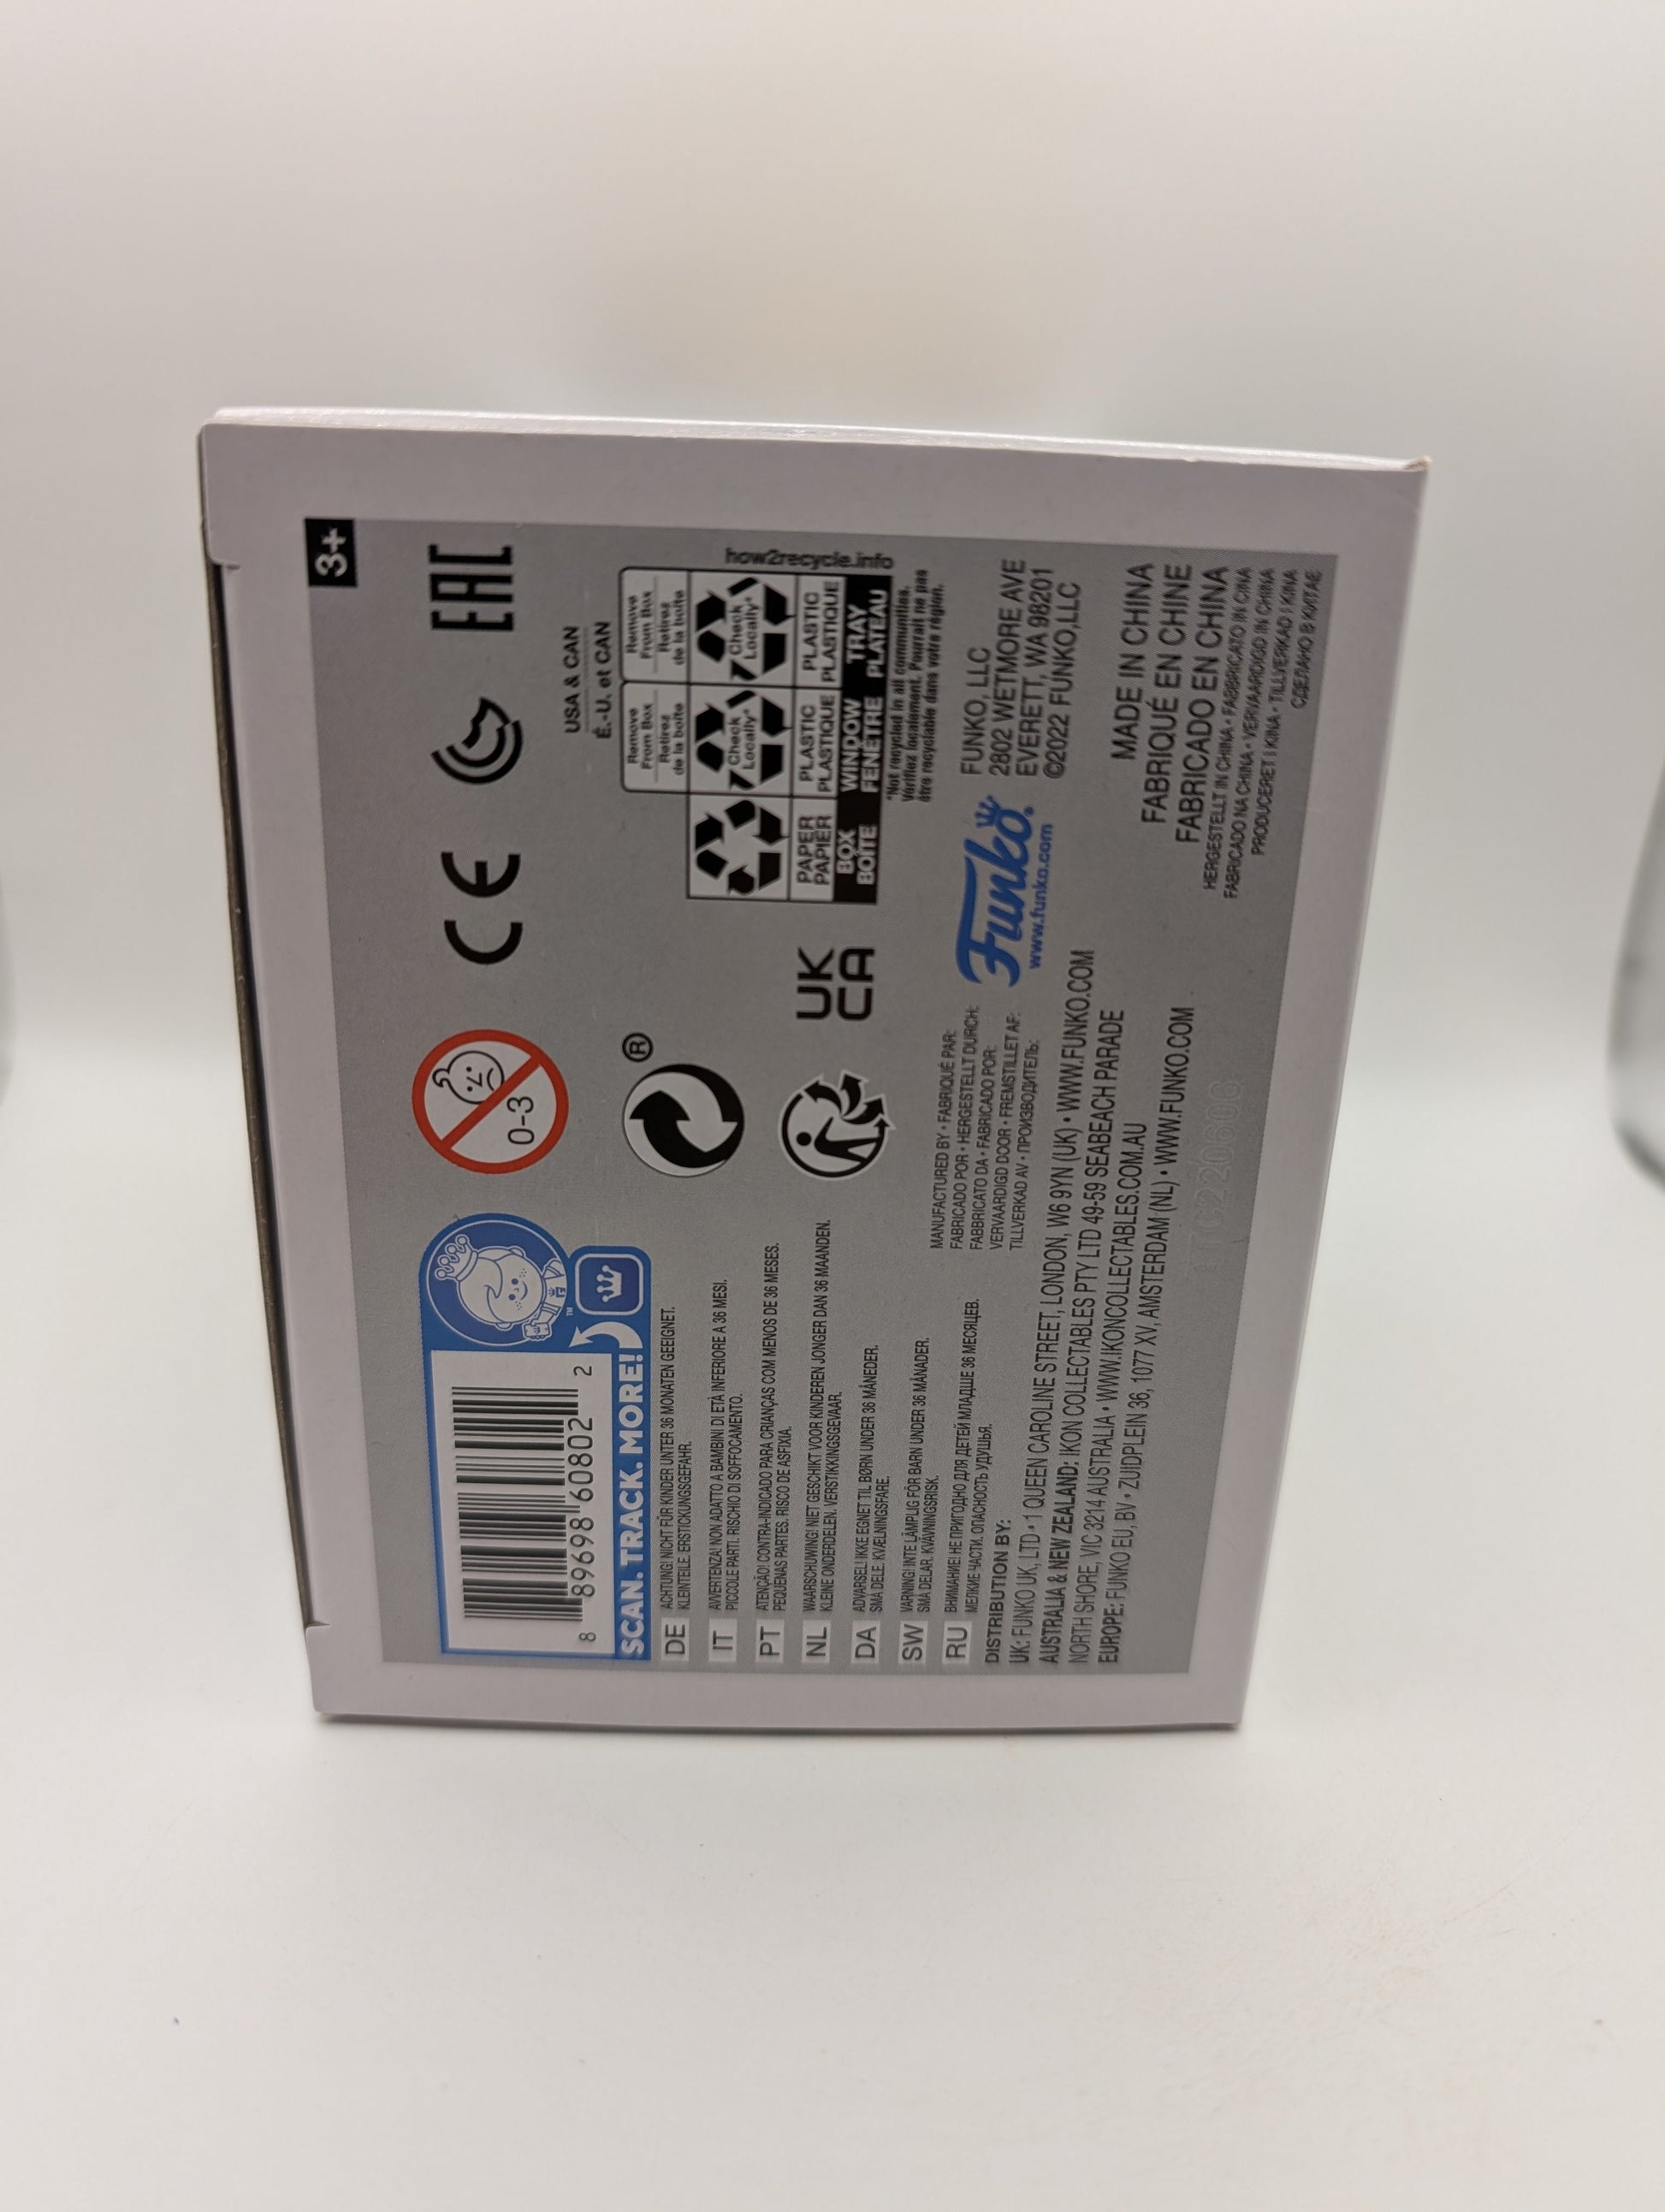 3+
8 89698 60802 2
SCAN. TRACK. MORE!
TM
0-3
CE
EAC
®
USA & CAN
É.-U. et CAN
Remove
From Box
Retirez
de la boîte
Remove
From Box
Retirez
de la boîte
Check
Locally*
Check
Locally*
PAPER
PAPIER
PLASTIC
PLASTIQUE
PLASTIC
PLASTIQUE
BOX
BOÎTE
WINDOW
FENÊTRE
TRAY
PLATEAU
how2recycle.info
*Not recycled in all communities.
Vérifiez localement. Pourrait ne pas
être recyclable dans votre région.
UK
CA
DE ACHTUNG! NICHT FÜR KINDER UNTER 36 MONATEN GEEIGNET.
KLEINTEILE. ERSTICKUNGSGEFAHR.
IT AVVERTENZA! NON ADATTO A BAMBINI DI ETÀ INFERIORE A 36 MESI.
PICCOLE PARTI. RISCHIO DI SOFFOCAMENTO.
PT ATENÇÃO! CONTRA-INDICADO PARA CRIANÇAS COM MENOS DE 36 MESES.
PEQUENAS PARTES. RISCO DE ASFIXIA.
NL WAARSCHUWING! NIET GESCHIKT VOOR KINDEREN JONGER DAN 36 MAANDEN.
KLEINE ONDERDELEN. VERSTIKKINGSGEVAAR.
DA ADVARSEL! IKKE EGNET TIL BØRN UNDER 36 MÅNEDER.
SMÅ DELE. KVÆLNINGSFARE.
SW VARNING! INTE LÄMPLIG FÖR BARN UNDER 36 MÅNADER.
SMÅ DELAR. KVÄVNINGSRISK.
RU ВНИМАНИЕ! НЕ ПРИГОДНО ДЛЯ ДЕТЕЙ МЛАДШЕ 36 МЕСЯЦЕВ.
МЕЛКИЕ ЧАСТИ. ОПАСНОСТЬ УДУШЬЯ.
MANUFACTURED BY • FABRIQUÉ PAR:
FABRICADO POR • HERGESTELLT DURCH:
FABBRICATO DA • FABRICADO POR:
VERVAARDIGD DOOR • FREMSTILLET AF:
TILLVERKAD AV • ПРОИЗВОДИТЕЛЬ:
Funko®
www.funko.com
FUNKO, LLC
2802 WETMORE AVE
EVERETT, WA 98201
©2022 FUNKO,LLC
DISTRIBUTION BY:
UK: FUNKO UK, LTD • 1 QUEEN CAROLINE STREET, LONDON, W6 9YN (UK) • WWW.FUNKO.COM
AUSTRALIA & NEW ZEALAND: IKON COLLECTABLES PTY LTD 49-59 SEABEACH PARADE
NORTH SHORE, VIC 3214 AUSTRALIA • WWW.IKONCOLLECTABLES.COM.AU
EUROPE: FUNKO EU, BV • ZUIDPLEIN 36, 1077 XV, AMSTERDAM (NL) • WWW.FUNKO.COM
MADE IN CHINA
FABRIQUÉ EN CHINE
FABRICADO EN CHINA
HERGESTELLT IN CHINA • FABBRICATO IN CINA
FABRICADO NA CHINA • VERVAARDIGD IN CHINA
PRODUCERET I KINA • TILLVERKAD I KINA
СДЕЛАНО В КИТАЕ